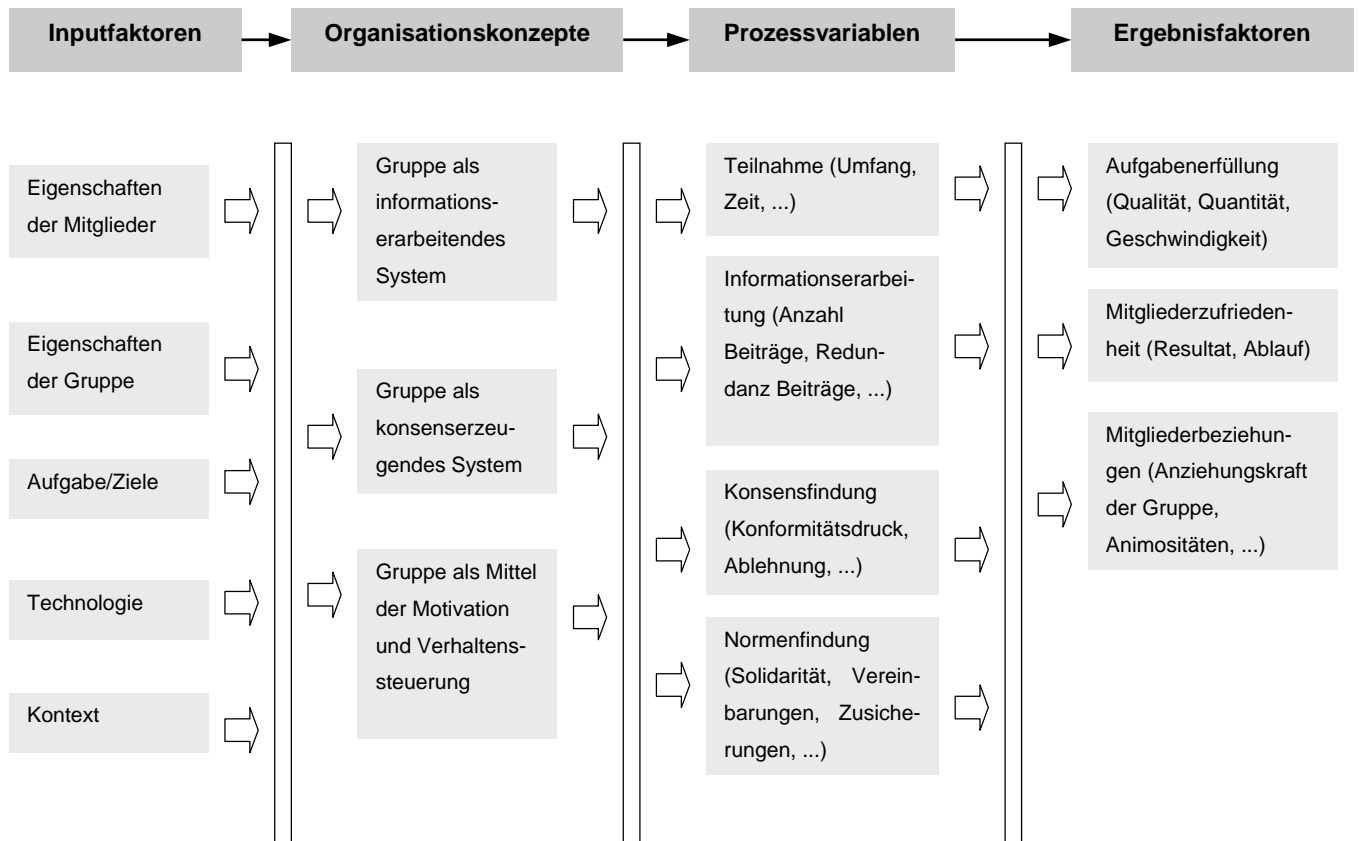 Inputfaktoren
Organisationskonzepte
Prozessvariablen
Ergebnisfaktoren
Eigenschaften
der Mitglieder
Eigenschaften
der Gruppe
Aufgabe/Ziele
Technologie
Kontext
Gruppe als
informations-
erarbeitendes
System
Gruppe als
konsenserzeu-
gendes System
Gruppe als Mittel
der Motivation
und Verhaltens-
steuerung
Teilnahme (Umfang,
Zeit, ...)
Informationserarbei-
tung (Anzahl
Beiträge, Redun-
danz Beiträge, ...)
Konsensfindung
(Konformitätsdruck,
Ablehnung, ...)
Normenfindung
(Solidarität, Verein-
barungen, Zusiche-
rungen, ...)
Aufgabenerfüllung
(Qualität, Quantität,
Geschwindigkeit)
Mitgliederzufrieden-
heit (Resultat, Ablauf)
Mitgliederbeziehun-
gen (Anziehungskraft
der Gruppe,
Animositäten, ...)